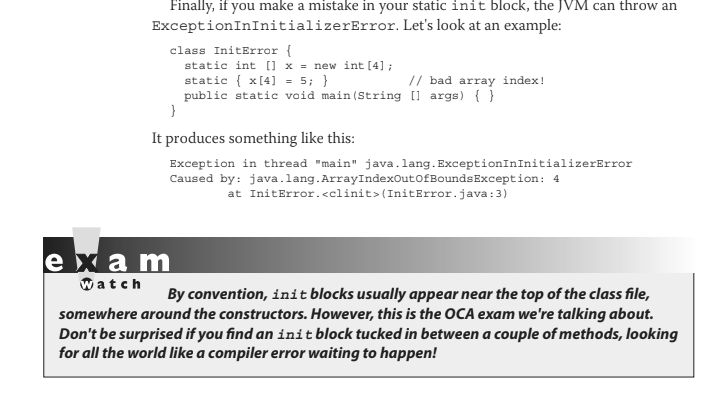 Finally, if you make a mistake in your static init block, the JVM can throw an
ExceptionInInitializerError. Let's look at an example:
class InitError {
static int [] x = new int[4];
static { x[4] = 5; } // bad array index!
public static void main(String [] args) { }
}
It produces something like this:
Exception in thread "main" java.lang.ExceptionInInitializerError
Caused by: java.lang.ArrayIndexOutOfBoundsException: 4
at InitError.<clinit>(InitError.java:3)
exam
watch
By convention, init blocks usually appear near the top of the class file,
somewhere around the constructors. However, this is the OCA exam we're talking about.
Don't be surprised if you find an init block tucked in between a couple of methods, looking
for all the world like a compiler error waiting to happen!